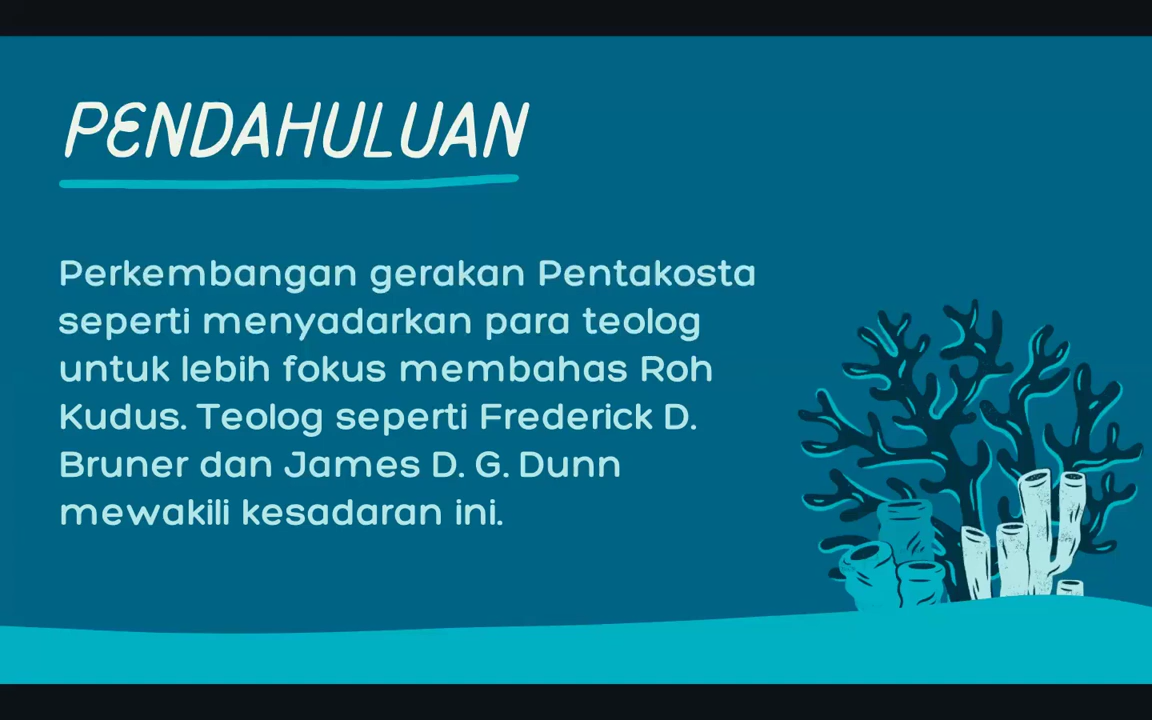 PENDAHULUAN
Perkembangan gerakan Pentakosta
seperti menyadarkan para teolog
untuk lebih fokus membahas Roh
Kudus. Teolog seperti Frederick D.
Bruner dan James D. G. Dunn
mewakili kesadaran ini.